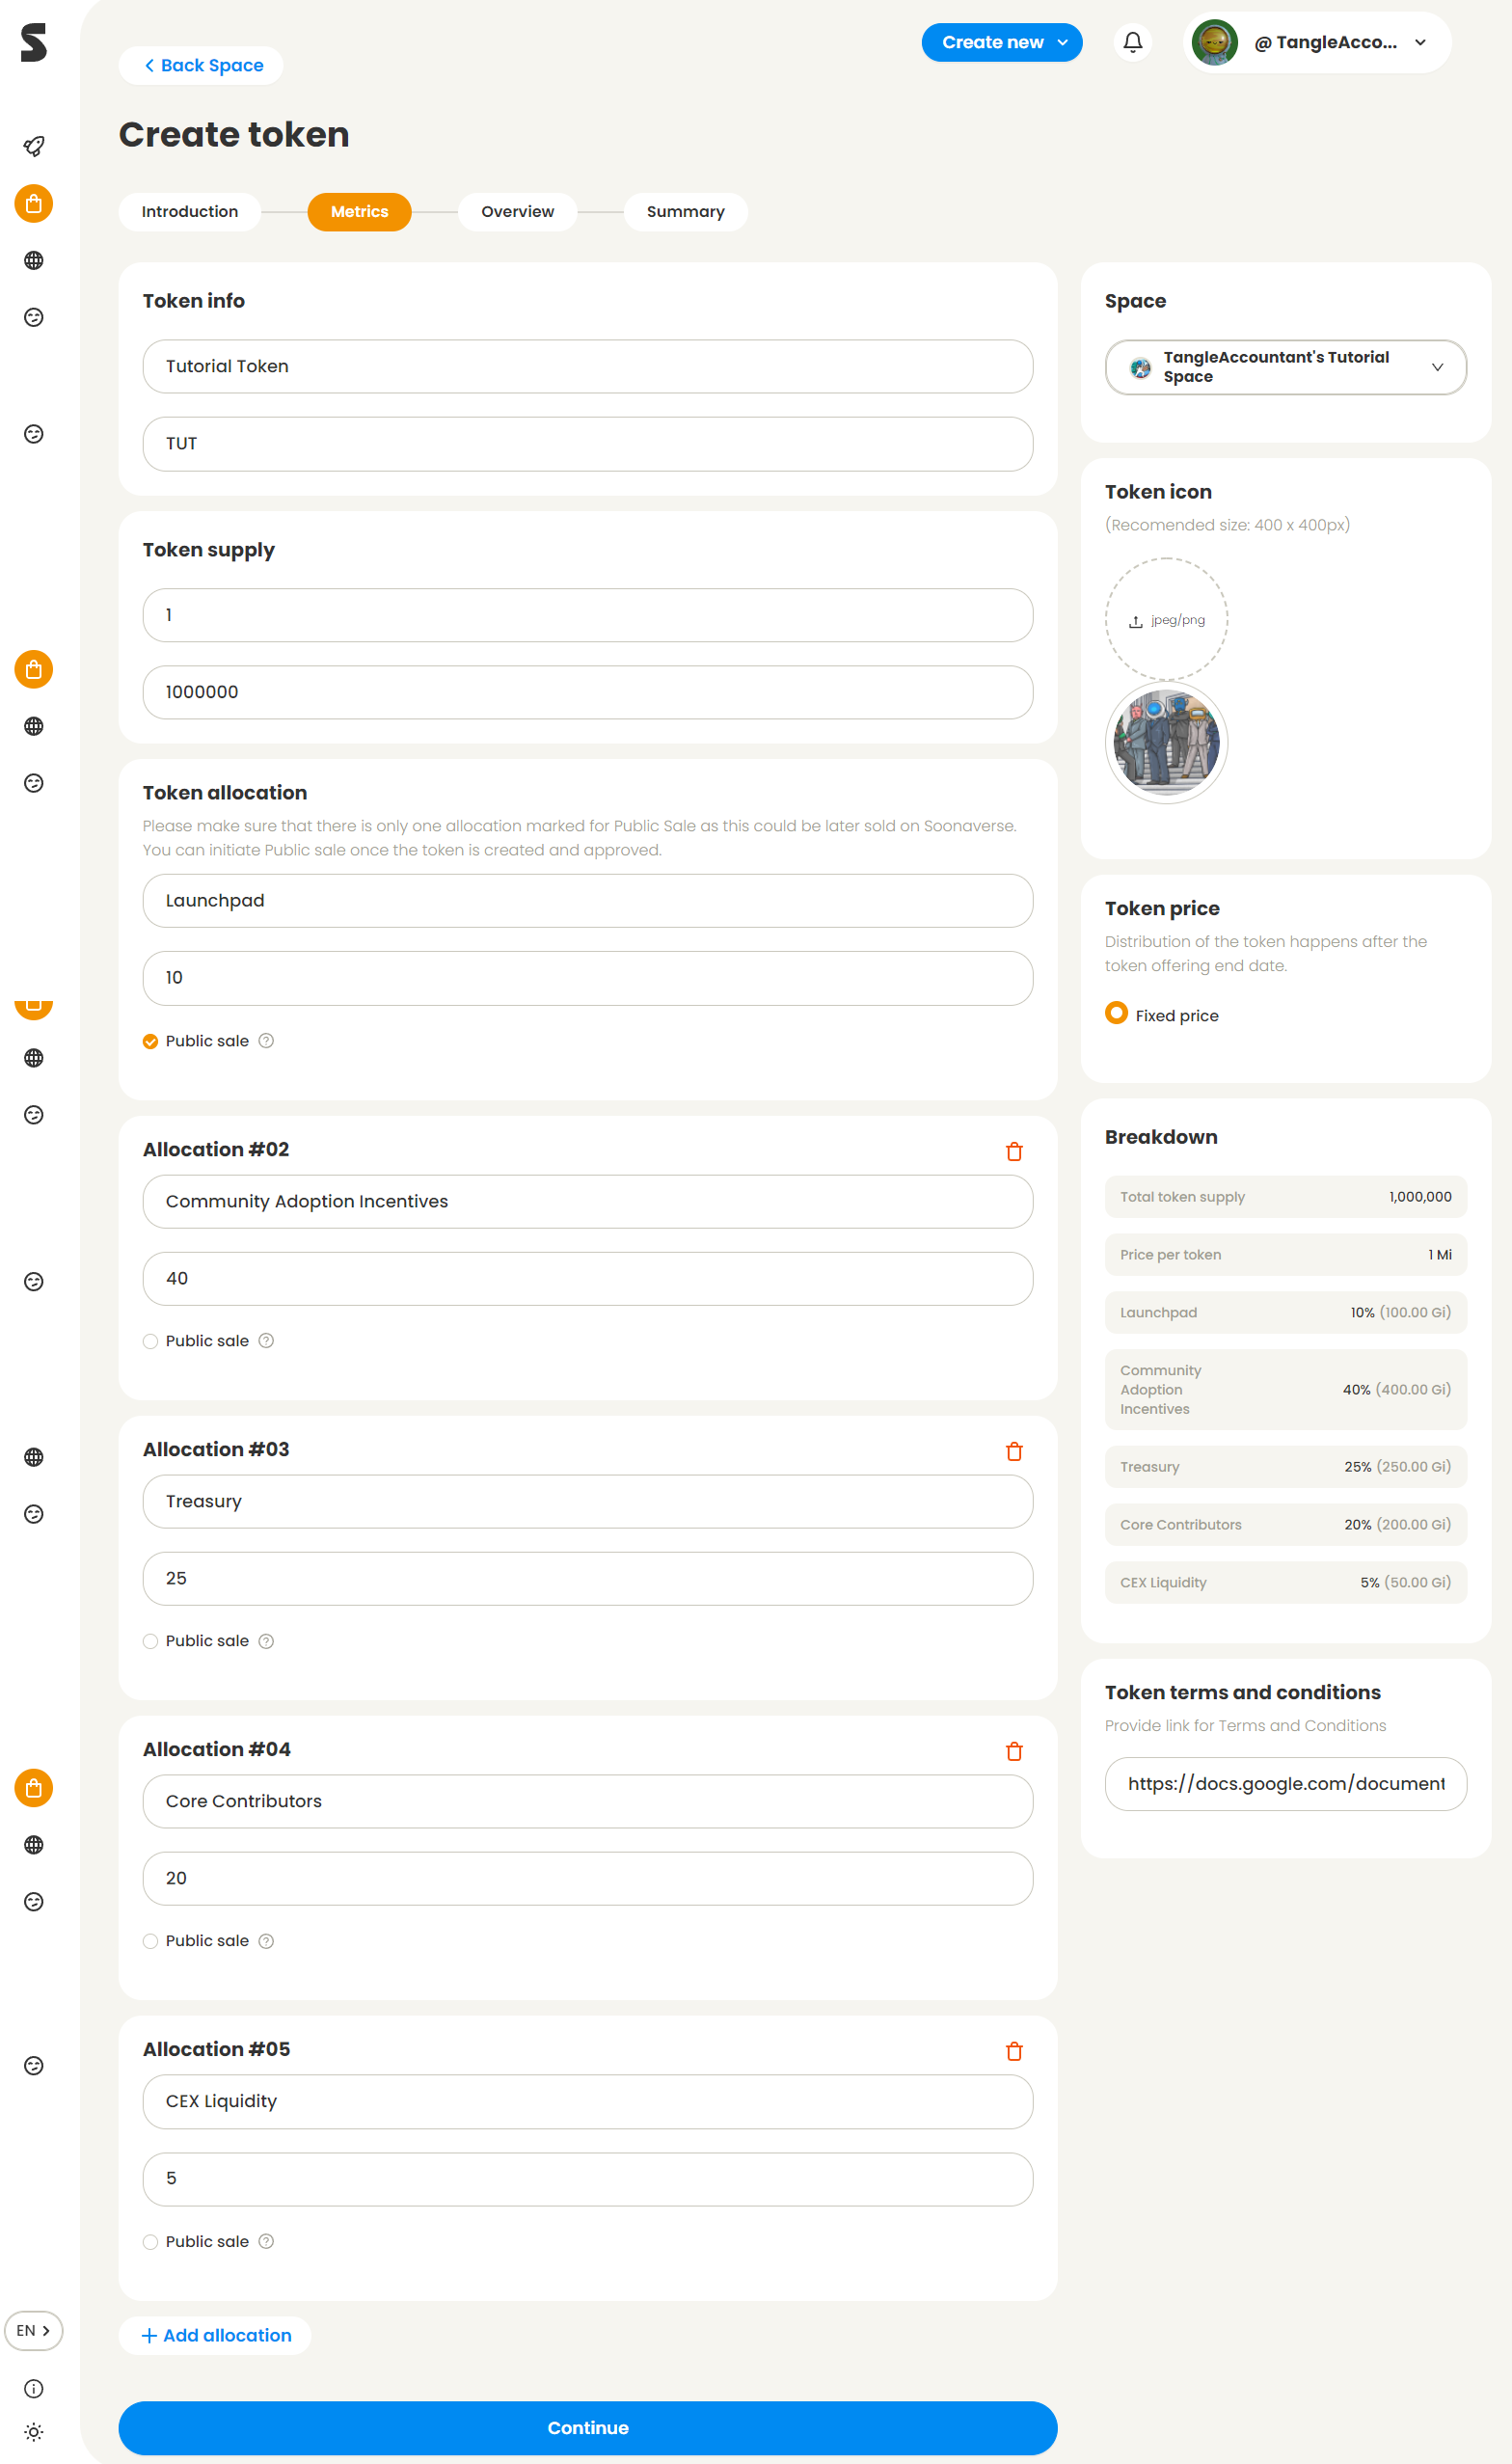 Create new
@ TangleAcco...
Back Space
Create token
Introduction
Metrics
Overview
Summary
Token info
Tutorial Token
TUT
Token supply
1
1000000
Token allocation
Please make sure that there is only one allocation marked for Public Sale as this could be later sold on Soonaverse.
You can initiate Public sale once the token is created and approved.
Launchpad
10
Public sale
Allocation #02
Community Adoption Incentives
40
Public sale
Allocation #03
Treasury
25
Public sale
Allocation #04
Core Contributors
20
Public sale
Allocation #05
CEX Liquidity
5
Public sale
+ Add allocation
Continue
Space
TangleAccountant's Tutorial
Space
Token icon
(Recomended size: 400 x 400px)
jpeg/png
Token price
Distribution of the token happens after the
token offering end date.
Fixed price
Breakdown
Total token supply 1,000,000
Price per token 1 Mi
Launchpad 10% (100.00 Gi)
Community
Adoption
Incentives
40% (400.00 Gi)
Treasury 25% (250.00 Gi)
Core Contributors 20% (200.00 Gi)
CEX Liquidity 5% (50.00 Gi)
Token terms and conditions
Provide link for Terms and Conditions
https://docs.google.com/document
EN